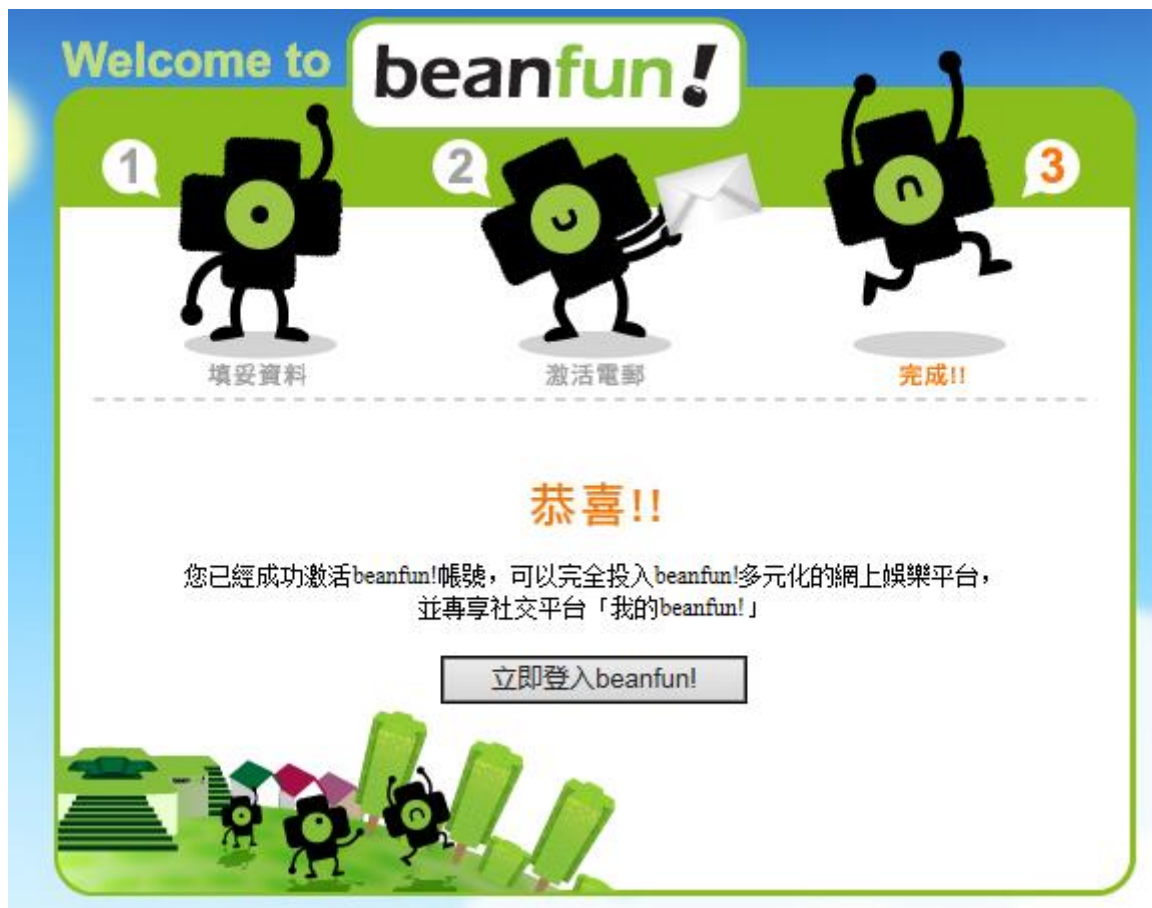 Welcome to beanfun!
1 2 3
填妥資料 激活電郵 完成!!
恭喜!!
您已經成功激活beanfun!帳號，可以完全投入beanfun!多元化的網上娛樂平台，
並專享社交平台「我的beanfun!」
立即登入beanfun!